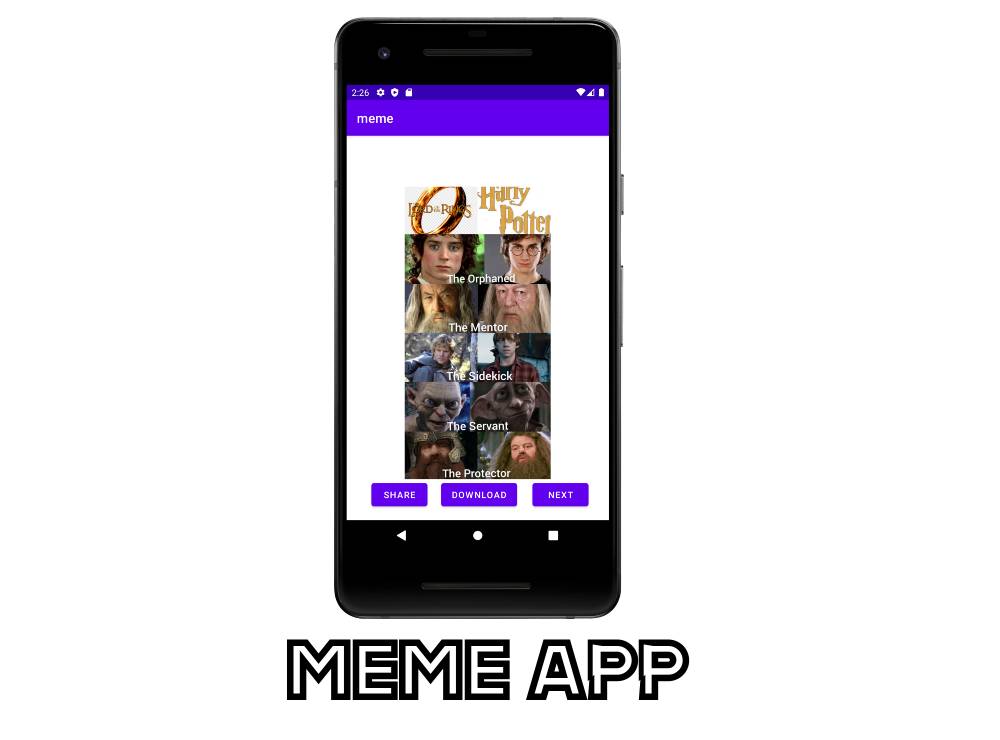 2:26
meme
THE LORD OF THE RINGS
Harry
Potter
The Orphaned
The Mentor
The Sidekick
The Servant
The Protector
SHARE DOWNLOAD NEXT
MEME APP